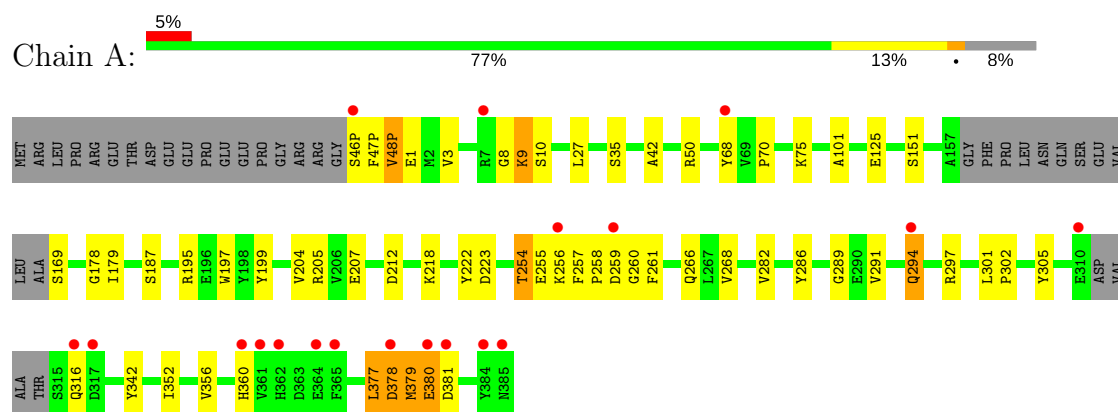 5%
Chain A:
77% 13% • 8%
MET ARG LEU PRO ARG GLU THR ASP GLU GLU PRO GLU GLU PRO GLY ARG ARG GLY S46P F47P V48P E1 M2 V3 R7 G8 K9 S10 L27 S35 A42 R50 Y68 V69 P70 K75 A101 E125 S151 A157 GLY PHE PRO LEU ASN GLN SER GLU VAL
LEU ALA S169 G178 I179 S187 R195 E196 W197 Y198 Y199 V204 R205 V206 E207 D212 K218 Y222 D223 T254 E255 K256 F257 P258 D259 G260 F261 Q266 L267 V268 V282 Y286 G289 E290 V291 Q294 R297 L301 P302 Y305 E310 ASP VAL
ALA THR S315 Q316 D317 Y342 I352 V356 H360 V361 H362 D363 E364 F365 L377 D378 M379 E380 D381 Y384 N385